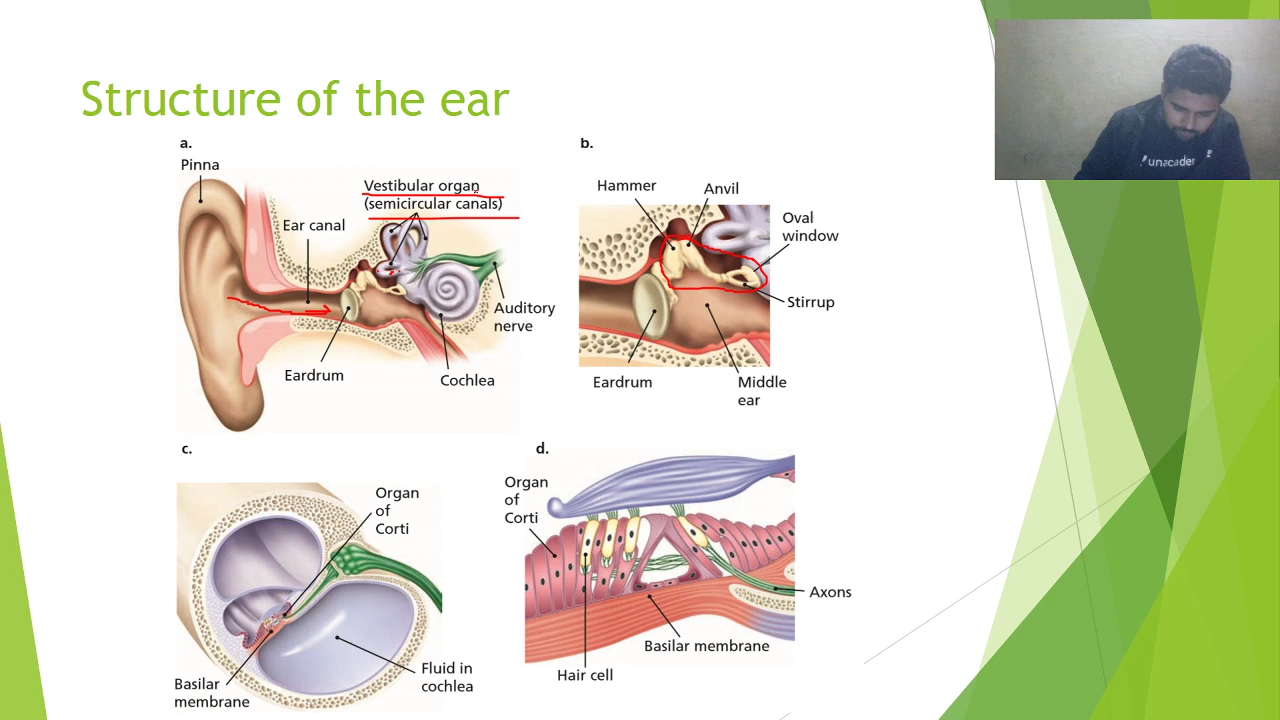 Structure of the ear
a.
Pinna
Vestibular organ
(semicircular canals)
Ear canal
Auditory
nerve
Eardrum
Cochlea
b.
Hammer
Anvil
Oval
window
Stirrup
Eardrum
Middle
ear
c.
Organ
of
Corti
Fluid in
cochlea
Basilar
membrane
d.
Organ
of
Corti
Axons
Basilar membrane
Hair cell